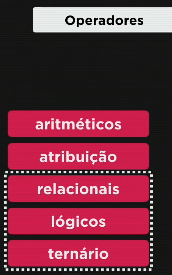 Operadores
aritméticos
atribuição
relacionais
lógicos
ternário